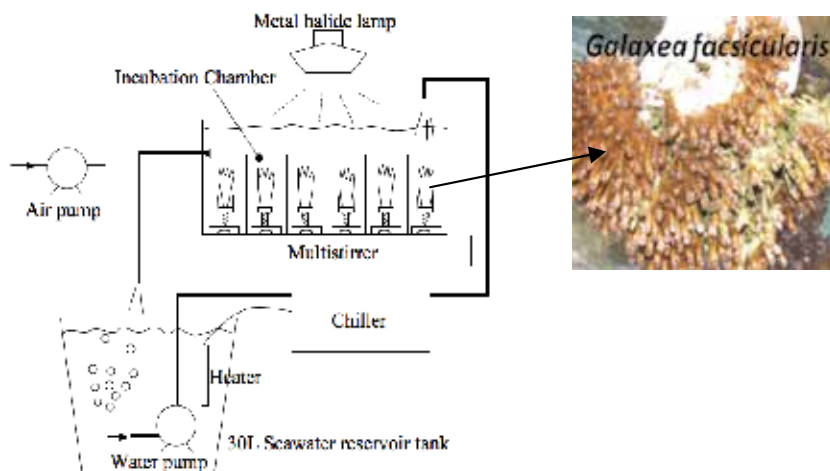 Metal halide lamp
Galaxea facsicularis
Incubation Chamber
Air pump
Multistirrer
Chiller
Heater
30L Seawater reservoir tank
Water pump